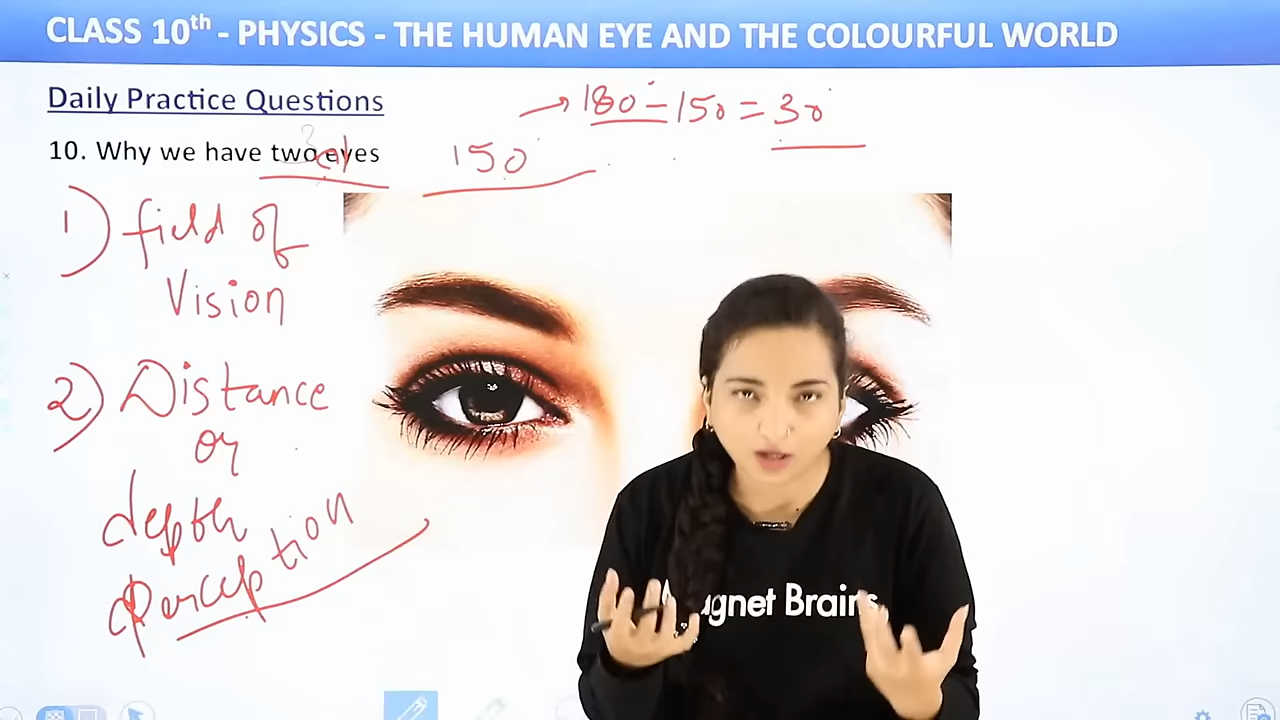 CLASS 10th - PHYSICS - THE HUMAN EYE AND THE COLOURFUL WORLD
Daily Practice Questions
→ 180° - 150 = 30°
10. Why we have two eyes
150°
1) field of
Vision
2) Distance
or
depth
Perception
Magnet Brains